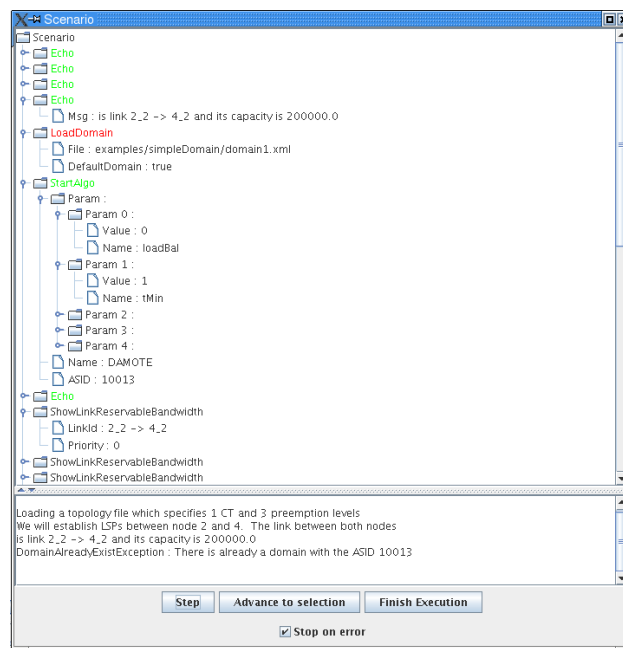 Scenario
Scenario
Echo
Echo
Echo
Echo
Msg : is link 2_2 -> 4_2 and its capacity is 200000.0
LoadDomain
File : examples/simpleDomain/domain1.xml
DefaultDomain : true
StartAlgo
Param :
Param 0 :
Value : 0
Name : loadBal
Param 1 :
Value : 1
Name : tMin
Param 2 :
Param 3 :
Param 4 :
Name : DAMOTE
ASID : 10013
Echo
ShowLinkReservableBandwidth
LinkId : 2_2 -> 4_2
Priority : 0
ShowLinkReservableBandwidth
ShowLinkReservableBandwidth
Loading a topology file which specifies 1 CT and 3 preemption levels
We will establish LSPs between node 2 and 4. The link between both nodes
is link 2_2 -> 4_2 and its capacity is 200000.0
DomainAlreadyExistException : There is already a domain with the ASID 10013
Step Advance to selection Finish Execution
Stop on error